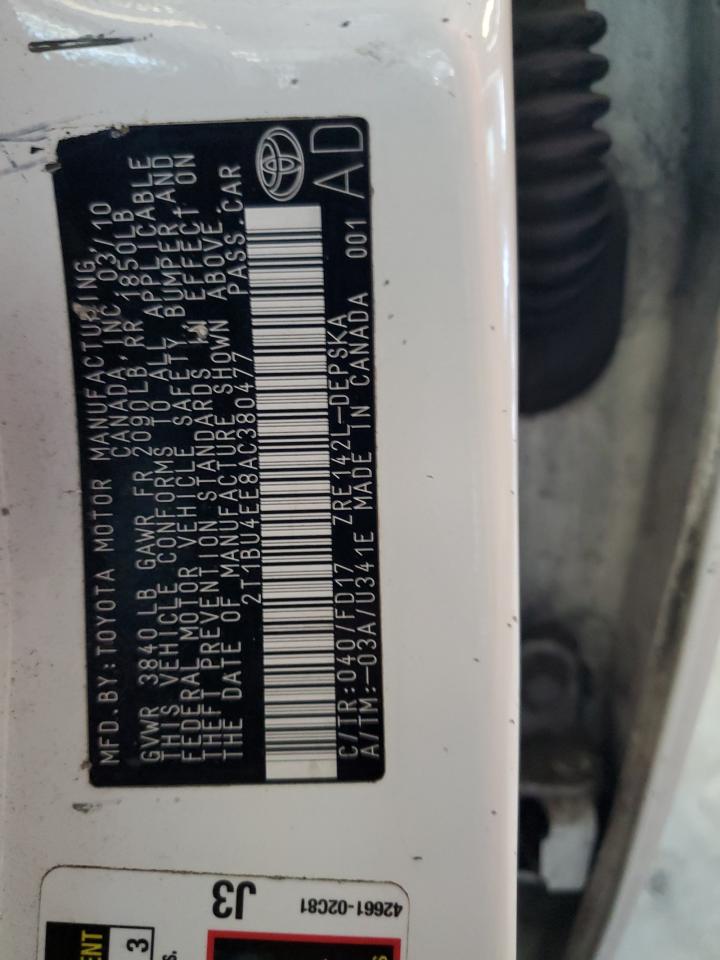 MFD. BY: TOYOTA MOTOR MANUFACTURING,
CANADA, INC. 03/10
GVWR 3840 LB GAWR FR 2090 LB, RR 1850LB
THIS VEHICLE CONFORMS TO ALL APPLICABLE
FEDERAL MOTOR VEHICLE SAFETY, BUMPER AND
THEFT PREVENTION STANDARDS IN EFFECT ON
THE DATE OF MANUFACTURE SHOWN ABOVE.
2T1BU4EE8AC380477 PASS.CAR
C/TR:040/FD17 ZRE142L-DEPSKA
A/TM:-03A/U341E MADE IN CANADA 001
AD
J3
42661-02C81
3